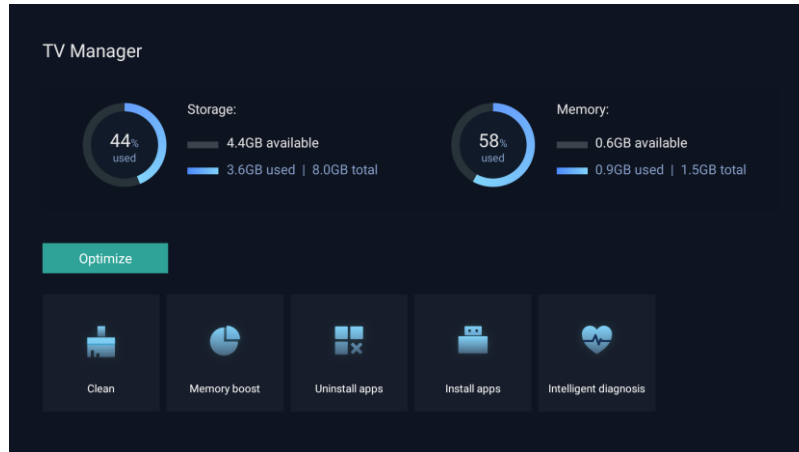 TV Manager
Storage:
44%
used
4.4GB available
3.6GB used | 8.0GB total
Memory:
58%
used
0.6GB available
0.9GB used | 1.5GB total
Optimize
Clean
Memory boost
Uninstall apps
Install apps
Intelligent diagnosis